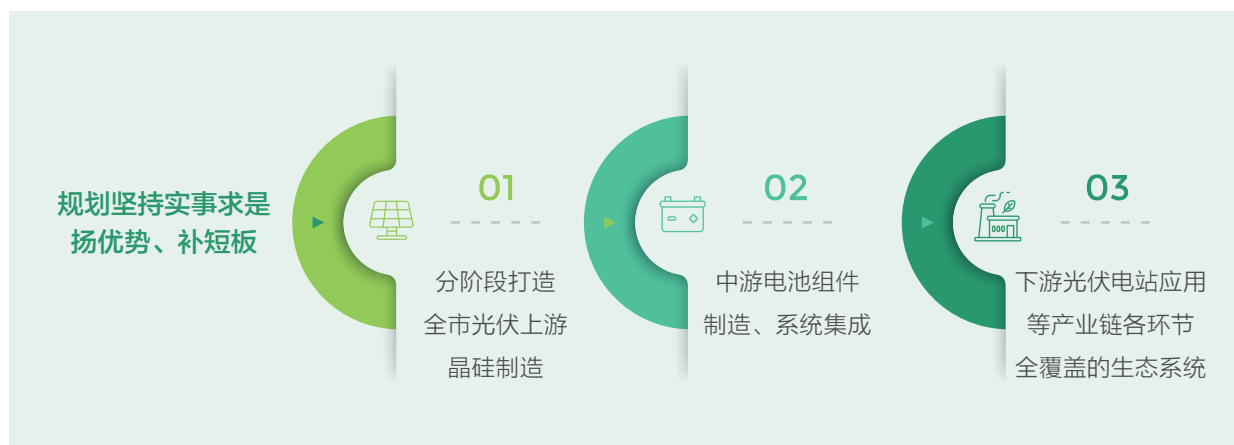 规划坚持实事求是
扬优势、补短板
01
分阶段打造
全市光伏上游
晶硅制造
02
中游电池组件
制造、系统集成
03
下游光伏电站应用
等产业链各环节
全覆盖的生态系统